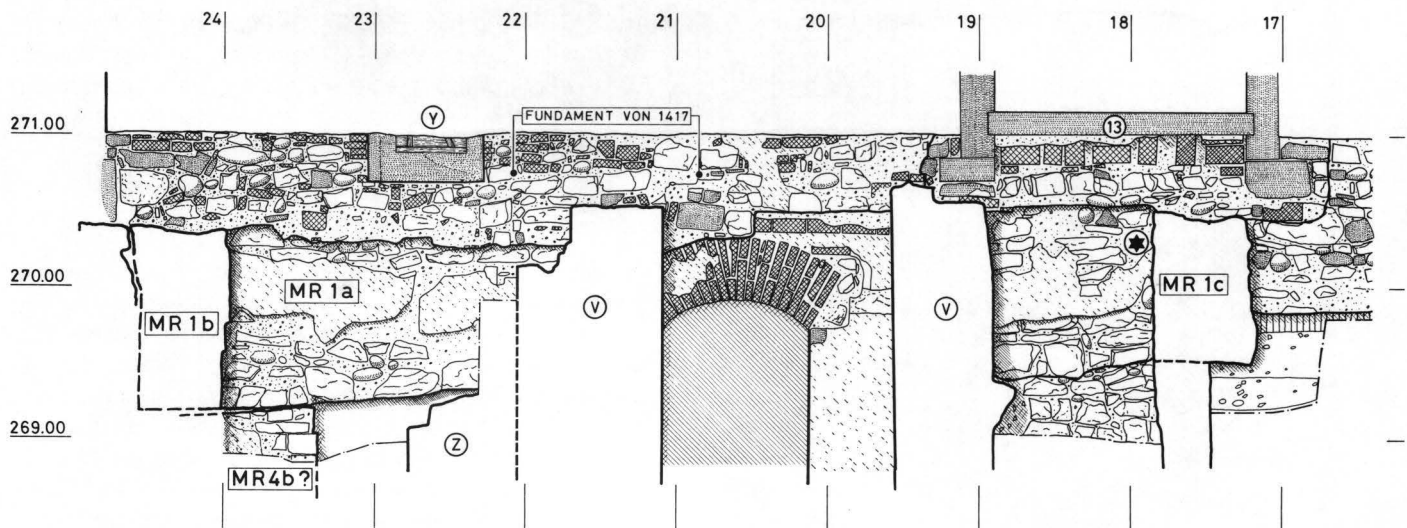 24 23 22 21 20 19 18 17
271.00
Y
FUNDAMENT VON 1417
13
270.00
MR 1a
MR 1b
V
V
MR 1c
269.00
Z
MR4b?